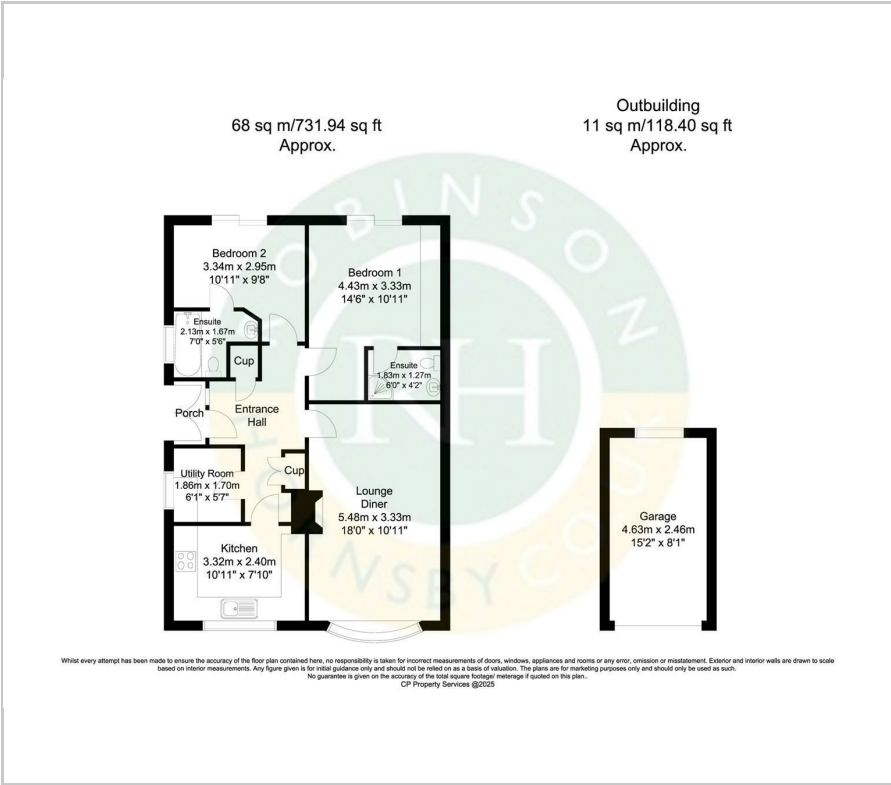 68 sq m/731.94 sq ft
Approx.
Outbuilding
11 sq m/118.40 sq ft
Approx.
ROBINSON
HORNSBY COUSI
RH
Bedroom 2
3.34m x 2.95m
10'11" x 9'8"
Bedroom 1
4.43m x 3.33m
14'6" x 10'11"
Ensuite
2.13m x 1.67m
7'0" x 5'6"
Cup
Ensuite
1.83m x 1.27m
6'0" x 4'2"
Porch
Entrance
Hall
Utility Room
1.86m x 1.70m
6'1" x 5'7"
Cup
Lounge
Diner
5.48m x 3.33m
18'0" x 10'11"
Kitchen
3.32m x 2.40m
10'11" x 7'10"
Garage
4.63m x 2.46m
15'2" x 8'1"
Whilst every attempt has been made to ensure the accuracy of the floor plan contained here, no responsibility is taken for incorrect measurements of doors, windows, appliances and rooms or any error, omission or misstatement. Exterior and interior walls are drawn to scale
based on interior measurements. Any figure given is for initial guidance only and should not be relied on as a basis of valuation. The plans are for marketing purposes only and should only be used as such.
No guarantee is given on the accuracy of the total square footage/ meterage if quoted on this plan..
CP Property Services @2025